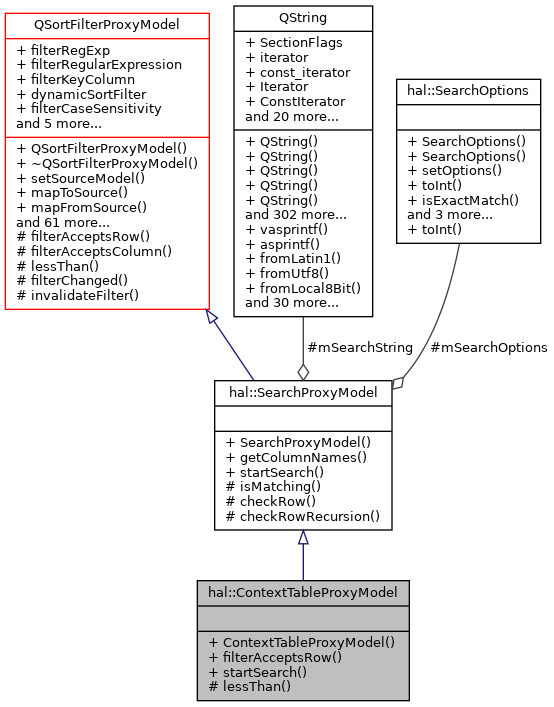 QSortFilterProxyModel
+ filterRegExp
+ filterRegularExpression
+ filterKeyColumn
+ dynamicSortFilter
+ filterCaseSensitivity
and 5 more...
+ QSortFilterProxyModel()
+ ~QSortFilterProxyModel()
+ setSourceModel()
+ mapToSource()
+ mapFromSource()
and 61 more...
# filterAcceptsRow()
# filterAcceptsColumn()
# lessThan()
# filterChanged()
# invalidateFilter()
QString
+ SectionFlags
+ iterator
+ const_iterator
+ Iterator
+ ConstIterator
and 20 more...
+ QString()
+ QString()
+ QString()
+ QString()
+ QString()
and 302 more...
+ vasprintf()
+ asprintf()
+ fromLatin1()
+ fromUtf8()
+ fromLocal8Bit()
and 30 more...
hal::SearchOptions
+ SearchOptions()
+ SearchOptions()
+ setOptions()
+ toInt()
+ isExactMatch()
and 3 more...
+ toInt()
#mSearchString
#mSearchOptions
hal::SearchProxyModel
+ SearchProxyModel()
+ getColumnNames()
+ startSearch()
# isMatching()
# checkRow()
# checkRowRecursion()
hal::ContextTableProxyModel
+ ContextTableProxyModel()
+ filterAcceptsRow()
+ startSearch()
# lessThan()